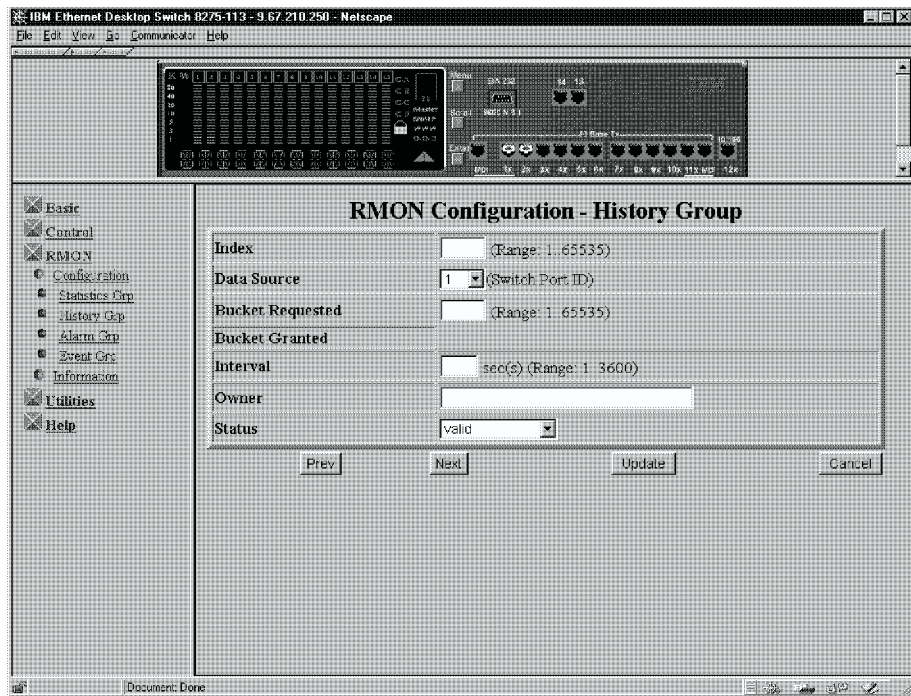 IBM Ethernet Desktop Switch 8275-113 - 9.67.210.250 - Netscape
File Edit View Go Communicator Help
Basic
Control
RMON
Configuration
Statistics Grp
History Grp
Alarm Grp
Event Grp
Information
Utilities
Help
RMON Configuration - History Group
Index (Range: 1..65535)
Data Source 1 (Switch Port ID)
Bucket Requested (Range: 1..65535)
Bucket Granted
Interval sec(s) (Range: 1..3600)
Owner
Status valid
Prev Next Update Cancel
Document: Done